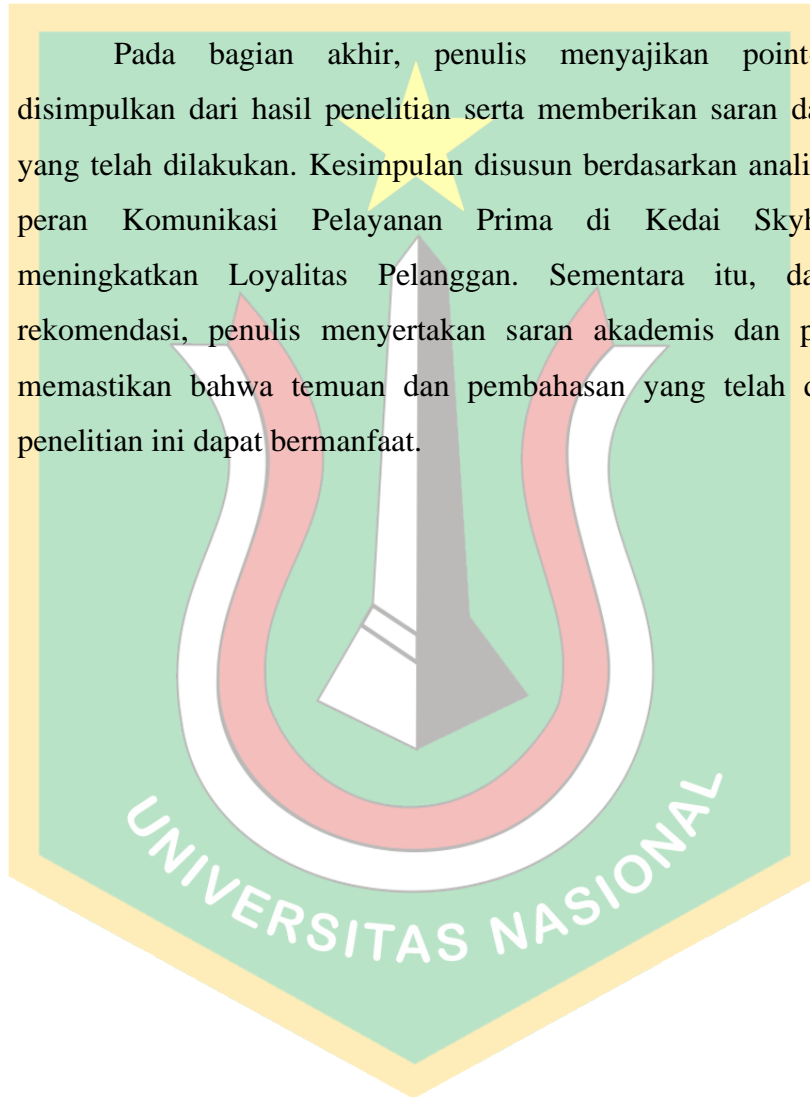 Pada bagian akhir, penulis menyajikan point
disimpulkan dari hasil penelitian serta memberikan saran
yang telah dilakukan. Kesimpulan disusun berdasarkan
peran Komunikasi Pelayanan Prima di Kedai
meningkatkan Loyalitas Pelanggan. Sementara itu,
rekomendasi, penulis menyertakan saran akademis dan
memastikan bahwa temuan dan pembahasan yang telah
penelitian ini dapat bermanfaat.
UNIVERSITAS NASIONAL